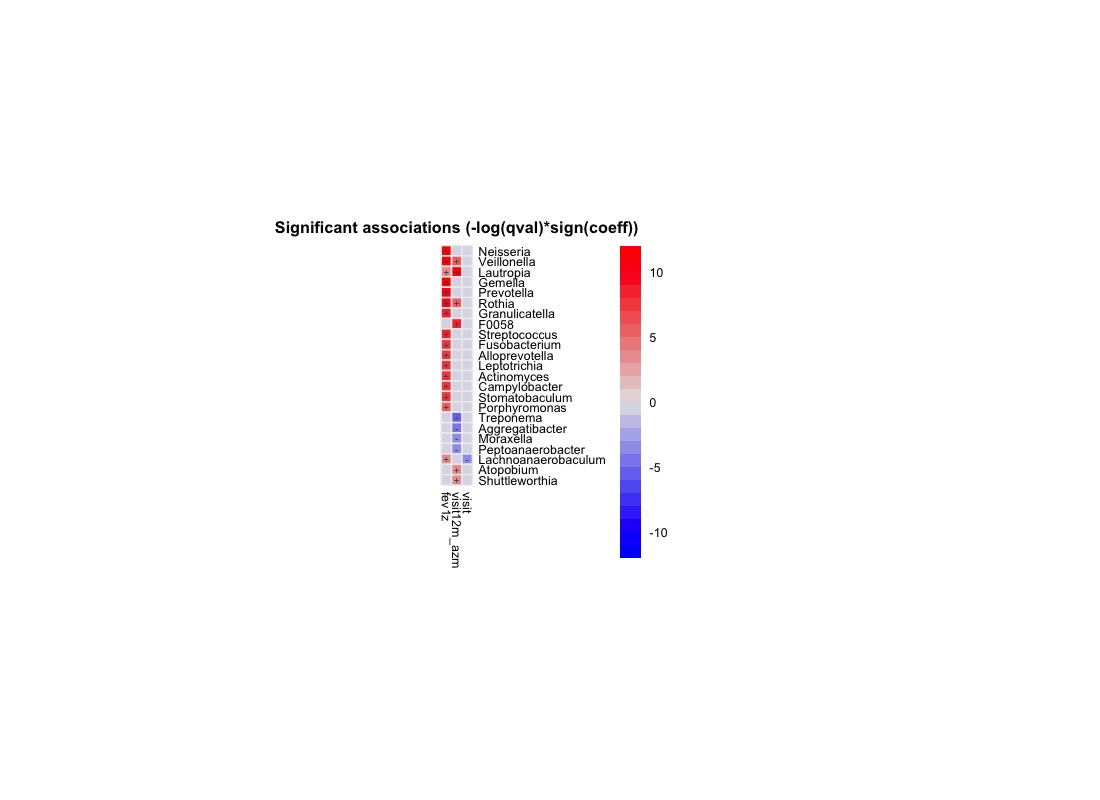 Significant associations (-log(qval)*sign(coeff))
Neisseria
Veillonella
Lautropia
Gemella
Prevotella
Rothia
Granulicatella
F0058
Streptococcus
Fusobacterium
Alloprevotella
Leptotrichia
Actinomyces
Campylobacter
Stomatobaculum
Porphyromonas
Treponema
Aggregatibacter
Moraxella
Peptoanaerobacter
Lachnoanaerobaculum
Atopobium
Shuttleworthia
fev1z
visit12m_azm
visit
10
5
0
-5
-10